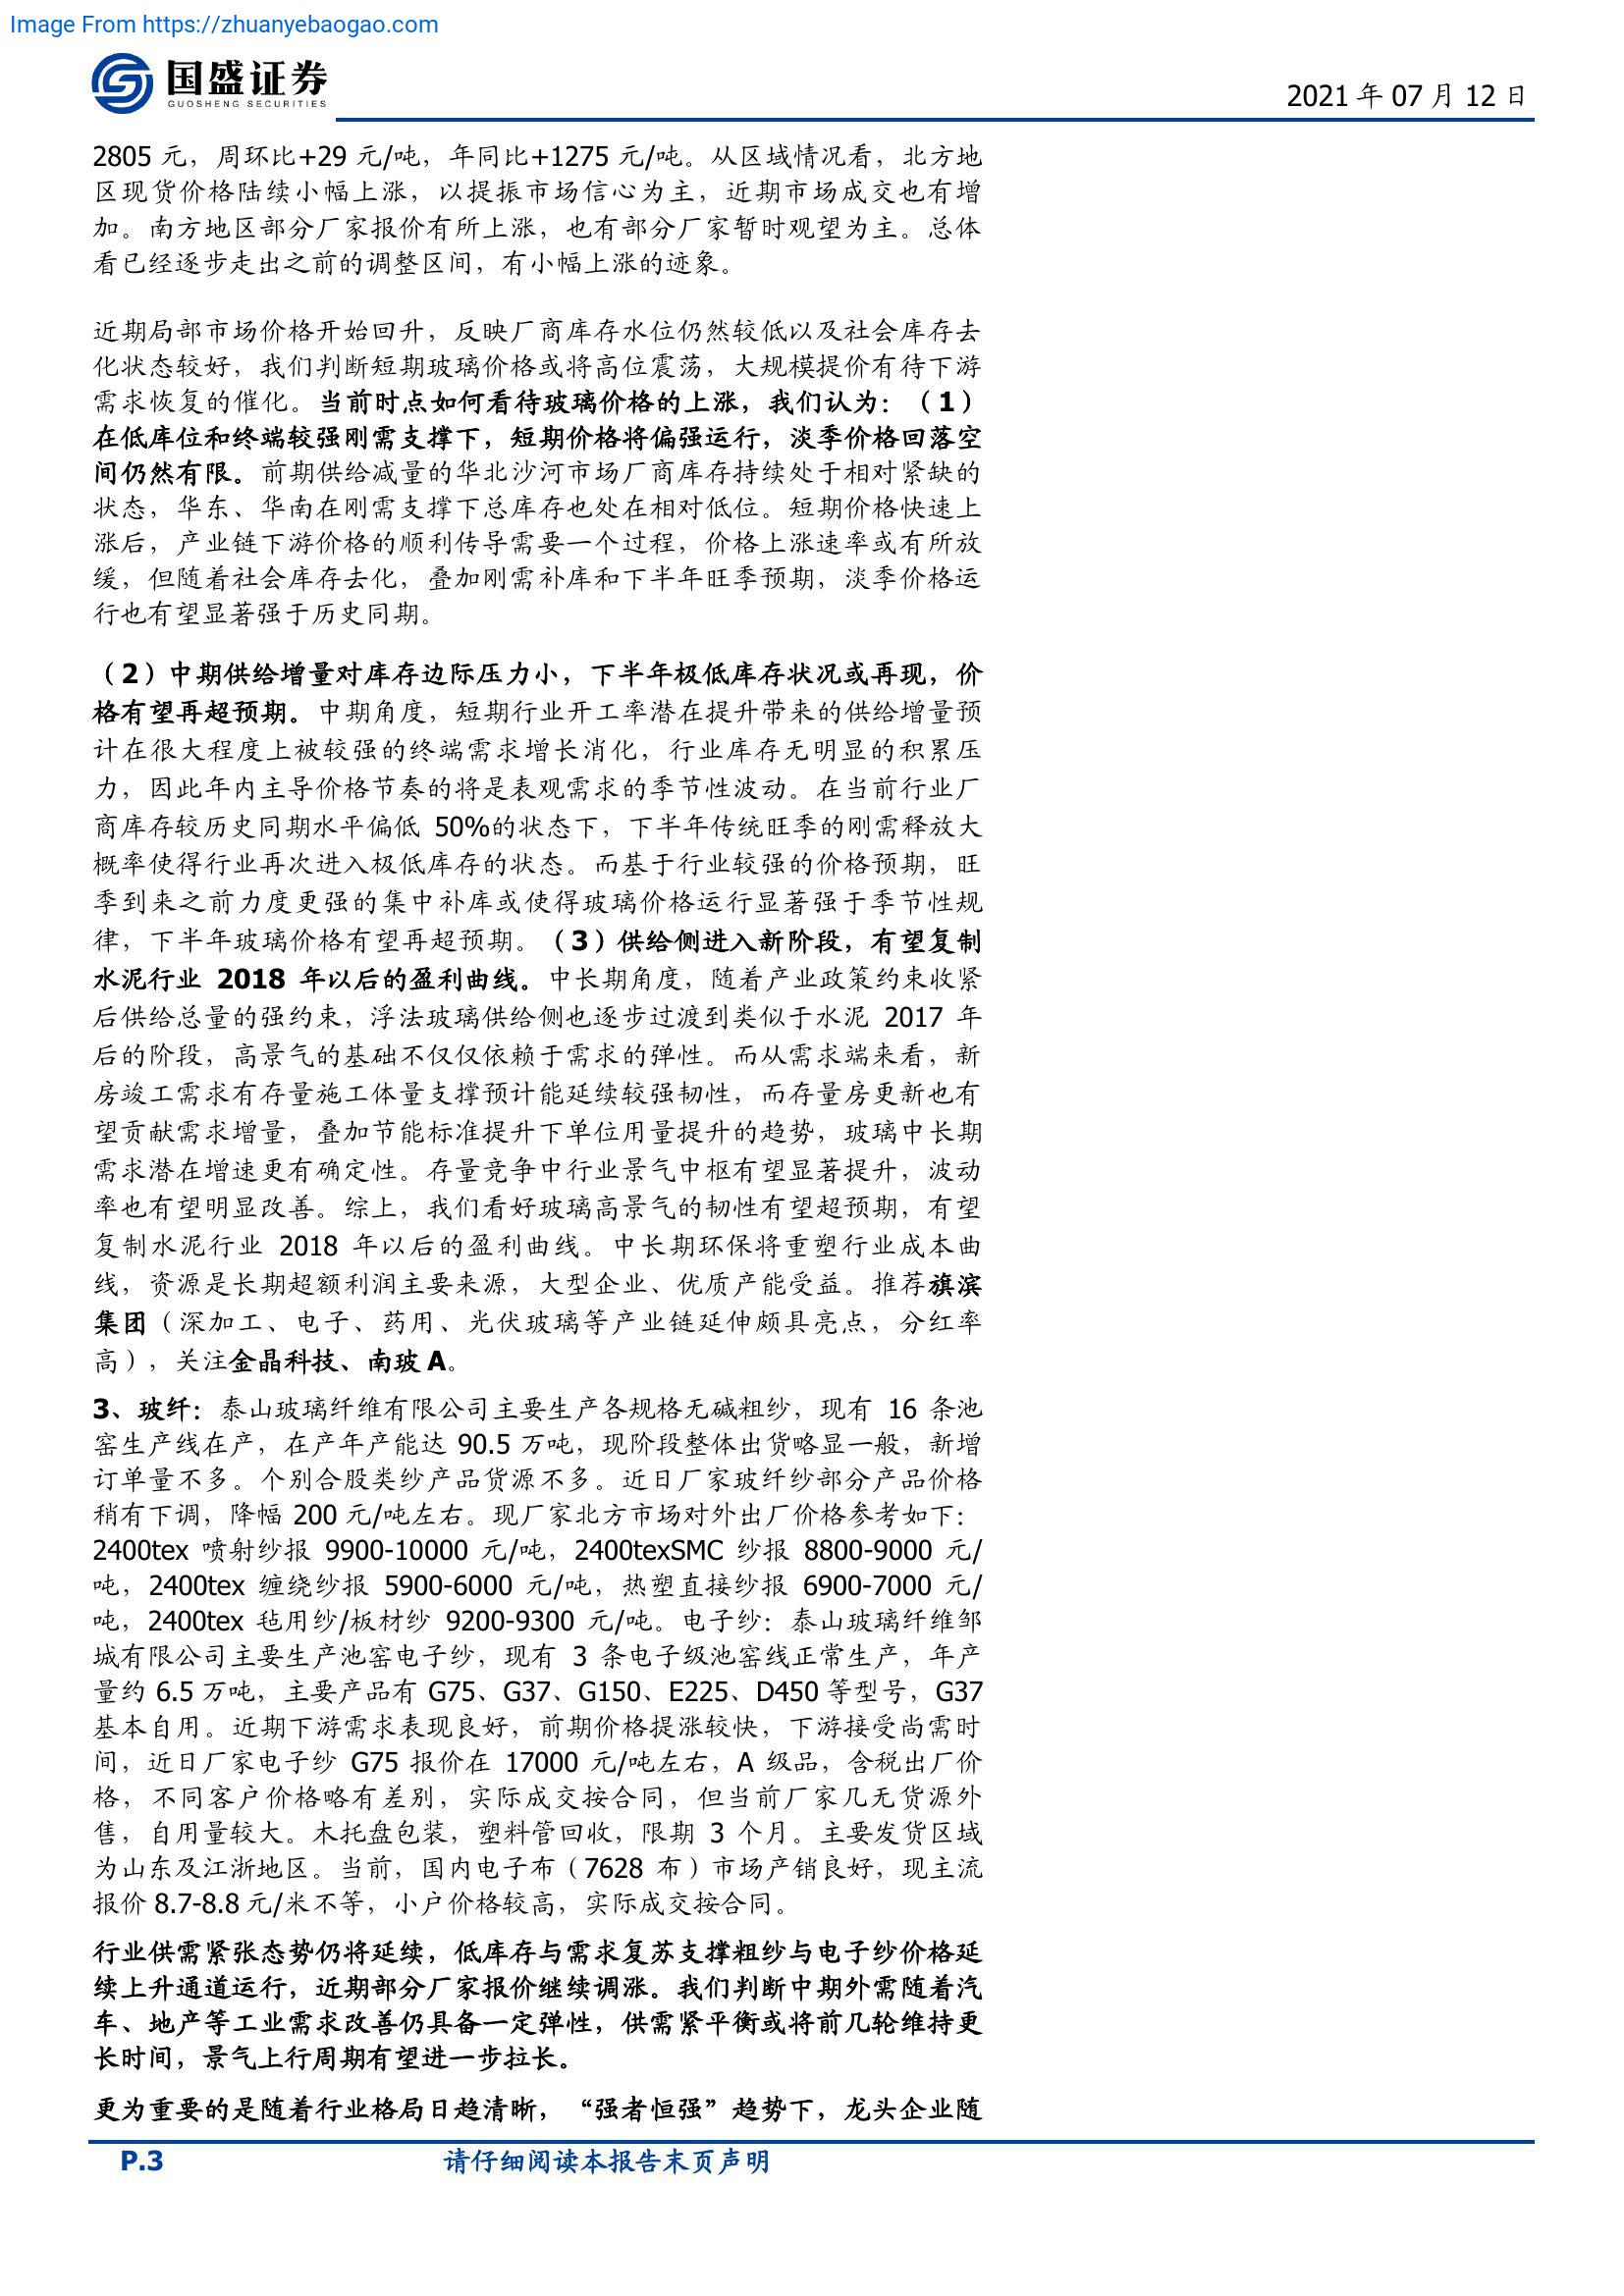 Image From https://zhuanyebaogao.com
国盛证券
GUOSHENG SECURITIES
2021 年 07 月 12 日
2805 元，周环比+29 元/吨，年同比+1275 元/吨。从区域情况看，北方地
区现货价格陆续小幅上涨，以提振市场信心为主，近期市场成交也有增
加。南方地区部分厂家报价有所上涨，也有部分厂家暂时观望为主。总体
看已经逐步走出之前的调整区间，有小幅上涨的迹象。
近期局部市场价格开始回升，反映厂商库存水位仍然较低以及社会库存去
化状态较好，我们判断短期玻璃价格或将高位震荡，大规模提价有待下游
需求恢复的催化。当前时点如何看待玻璃价格的上涨，我们认为：（1）
在低库位和终端较强刚需支撑下，短期价格将偏强运行，淡季价格回落空
间仍然有限。前期供给减量的华北沙河市场厂商库存持续处于相对紧缺的
状态，华东、华南在刚需支撑下总库存也处在相对低位。短期价格快速上
涨后，产业链下游价格的顺利传导需要一个过程，价格上涨速率或有所放
缓，但随着社会库存去化，叠加刚需补库和下半年旺季预期，淡季价格运
行也有望显著强于历史同期。
（2）中期供给增量对库存边际压力小，下半年极低库存状况或再现，价
格有望再超预期。中期角度，短期行业开工率潜在提升带来的供给增量预
计在很大程度上被较强的终端需求增长消化，行业库存无明显的积累压
力，因此年内主导价格节奏的将是表观需求的季节性波动。在当前行业厂
商库存较历史同期水平偏低 50%的状态下，下半年传统旺季的刚需释放大
概率使得行业再次进入极低库存的状态。而基于行业较强的价格预期，旺
季到来之前力度更强的集中补库或使得玻璃价格运行显著强于季节性规
律，下半年玻璃价格有望再超预期。（3）供给侧进入新阶段，有望复制
水泥行业 2018 年以后的盈利曲线。中长期角度，随着产业政策约束收紧
后供给总量的强约束，浮法玻璃供给侧也逐步过渡到类似于水泥 2017 年
后的阶段，高景气的基础不仅仅依赖于需求的弹性。而从需求端来看，新
房竣工需求有存量施工体量支撑预计能延续较强韧性，而存量房更新也有
望贡献需求增量，叠加节能标准提升下单位用量提升的趋势，玻璃中长期
需求潜在增速更有确定性。存量竞争中行业景气中枢有望显著提升，波动
率也有望明显改善。综上，我们看好玻璃高景气的韧性有望超预期，有望
复制水泥行业 2018 年以后的盈利曲线。中长期环保将重塑行业成本曲
线，资源是长期超额利润主要来源，大型企业、优质产能受益。推荐旗滨
集团（深加工、电子、药用、光伏玻璃等产业链延伸颇具亮点，分红率
高），关注金晶科技、南玻 A。
3、玻纤：泰山玻璃纤维有限公司主要生产各规格无碱粗纱，现有 16 条池
窑生产线在产，在产年产能达 90.5 万吨，现阶段整体出货略显一般，新增
订单量不多。个别合股类纱产品货源不多。近日厂家玻纤纱部分产品价格
稍有下调，降幅 200 元/吨左右。现厂家北方市场对外出厂价格参考如下：
2400tex 喷射纱报 9900-10000 元/吨，2400texSMC 纱报 8800-9000 元/
吨，2400tex 缠绕纱报 5900-6000 元/吨，热塑直接纱报 6900-7000 元/
吨，2400tex 毡用纱/板材纱 9200-9300 元/吨。电子纱：泰山玻璃纤维邹
城有限公司主要生产池窑电子纱，现有 3 条电子级池窑线正常生产，年产
量约 6.5 万吨，主要产品有 G75、G37、G150、E225、D450 等型号，G37
基本自用。近期下游需求表现良好，前期价格提涨较快，下游接受尚需时
间，近日厂家电子纱 G75 报价在 17000 元/吨左右，A 级品，含税出厂价
格，不同客户价格略有差别，实际成交按合同，但当前厂家几无货源外
售，自用量较大。木托盘包装，塑料管回收，限期 3 个月。主要发货区域
为山东及江浙地区。当前，国内电子布（7628 布）市场产销良好，现主流
报价 8.7-8.8 元/米不等，小户价格较高，实际成交按合同。
行业供需紧张态势仍将延续，低库存与需求复苏支撑粗纱与电子纱价格延
续上升通道运行，近期部分厂家报价继续调涨。我们判断中期外需随着汽
车、地产等工业需求改善仍具备一定弹性，供需紧平衡或将前几轮维持更
长时间，景气上行周期有望进一步拉长。
更为重要的是随着行业格局日趋清晰，“强者恒强”趋势下，龙头企业随
P.3
请仔细阅读本报告末页声明